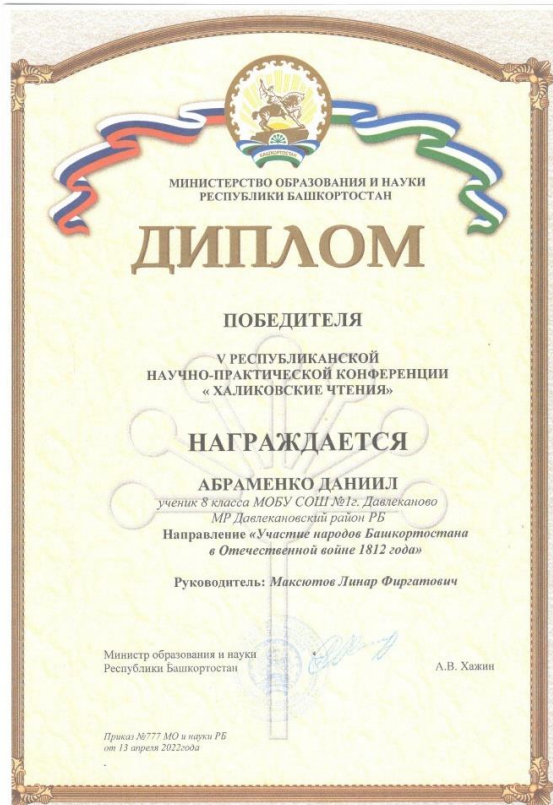 БАШКОРТОСТАН
МИНИСТЕРСТВО ОБРАЗОВАНИЯ И НАУКИ
РЕСПУБЛИКИ БАШКОРТОСТАН
ДИПЛОМ
ПОБЕДИТЕЛЯ
V РЕСПУБЛИКАНСКОЙ
НАУЧНО-ПРАКТИЧЕСКОЙ КОНФЕРЕНЦИИ
« ХАЛИКОВСКИЕ ЧТЕНИЯ»
НАГРАЖДАЕТСЯ
АБРАМЕНКО ДАНИИЛ
ученик 8 класса МОБУ СОШ №1г. Давлеканово
МР Давлекановский район РБ
Направление «Участие народов Башкортостана
в Отечественной войне 1812 года»
Руководитель: Максютов Линар Фиргатович
Министр образования и науки
Республики Башкортостан
А.В. Хажин
Приказ №777 МО и науки РБ
от 13 апреля 2022года